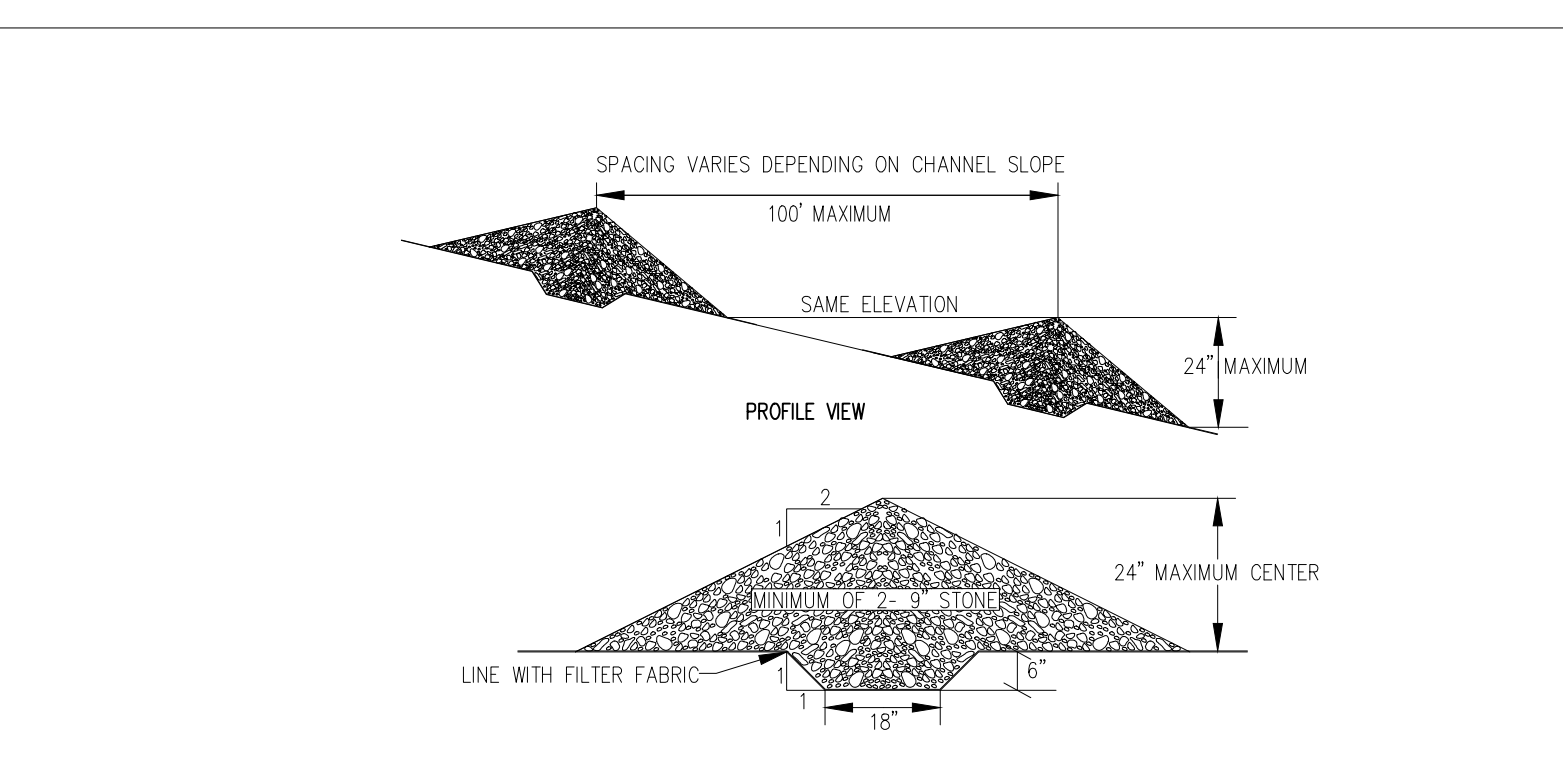 SPACING VARIES DEPENDING ON CHANNEL SLOPE
100' MAXIMUM
SAME ELEVATION
24" MAXIMUM
PROFILE VIEW
2
1
24" MAXIMUM CENTER
MINIMUM OF 2- 9" STONE
LINE WITH FILTER FABRIC
1
6"
1
18"